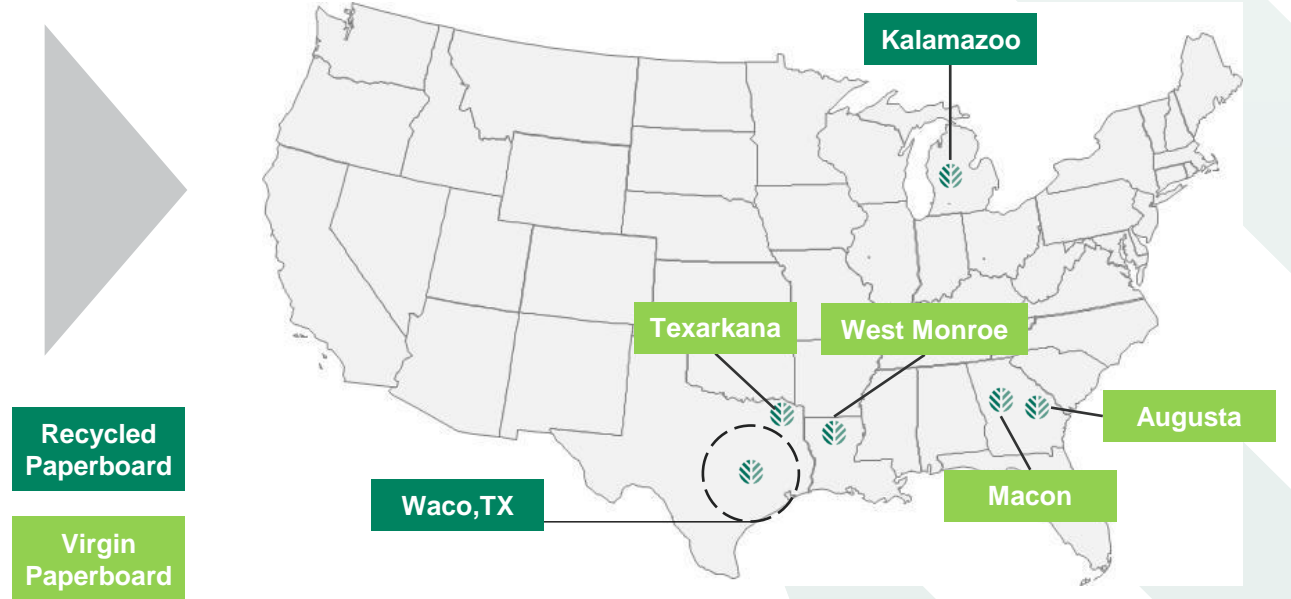 Kalamazoo
Texarkana
West Monroe
Augusta
Macon
Waco,TX
Recycled
Paperboard
Virgin
Paperboard